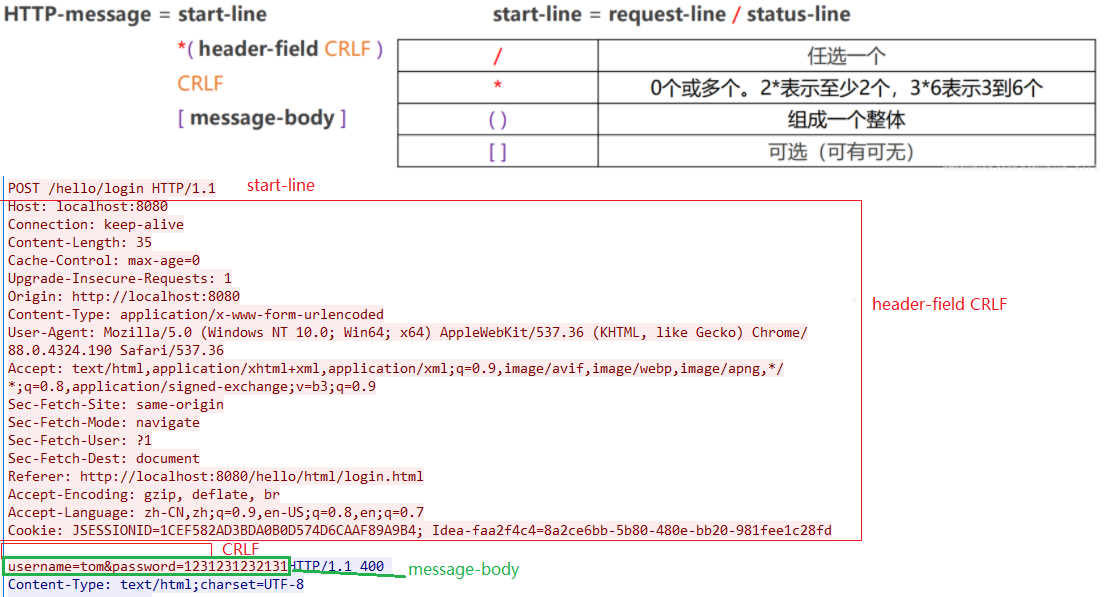 HTTP-message = start-line
*( header-field CRLF )
CRLF
[ message-body ]
start-line = request-line / status-line
/ 任选一个
* 0个或多个。2*表示至少2个，3*6表示3到6个
( ) 组成一个整体
[ ] 可选（可有可无）
POST /hello/login HTTP/1.1 start-line
Host: localhost:8080
Connection: keep-alive
Content-Length: 35
Cache-Control: max-age=0
Upgrade-Insecure-Requests: 1
Origin: http://localhost:8080
header-field CRLF
Content-Type: application/x-www-form-urlencoded
User-Agent: Mozilla/5.0 (Windows NT 10.0; Win64; x64) AppleWebKit/537.36 (KHTML, like Gecko) Chrome/
88.0.4324.190 Safari/537.36
Accept: text/html,application/xhtml+xml,application/xml;q=0.9,image/avif,image/webp,image/apng,*/
*;q=0.8,application/signed-exchange;v=b3;q=0.9
Sec-Fetch-Site: same-origin
Sec-Fetch-Mode: navigate
Sec-Fetch-User: ?1
Sec-Fetch-Dest: document
Referer: http://localhost:8080/hello/html/login.html
Accept-Encoding: gzip, deflate, br
Accept-Language: zh-CN,zh;q=0.9,en-US;q=0.8,en;q=0.7
Cookie: JSESSIONID=1CEF582AD3BDA0B0D574D6CAAF89A9B4; Idea-faa2f4c4=8a2ce6bb-5b80-480e-bb20-981fee1c28fd
CRLF
username=tom&password=1231231232131HTTP/1.1 400 message-body
Content-Type: text/html;charset=UTF-8